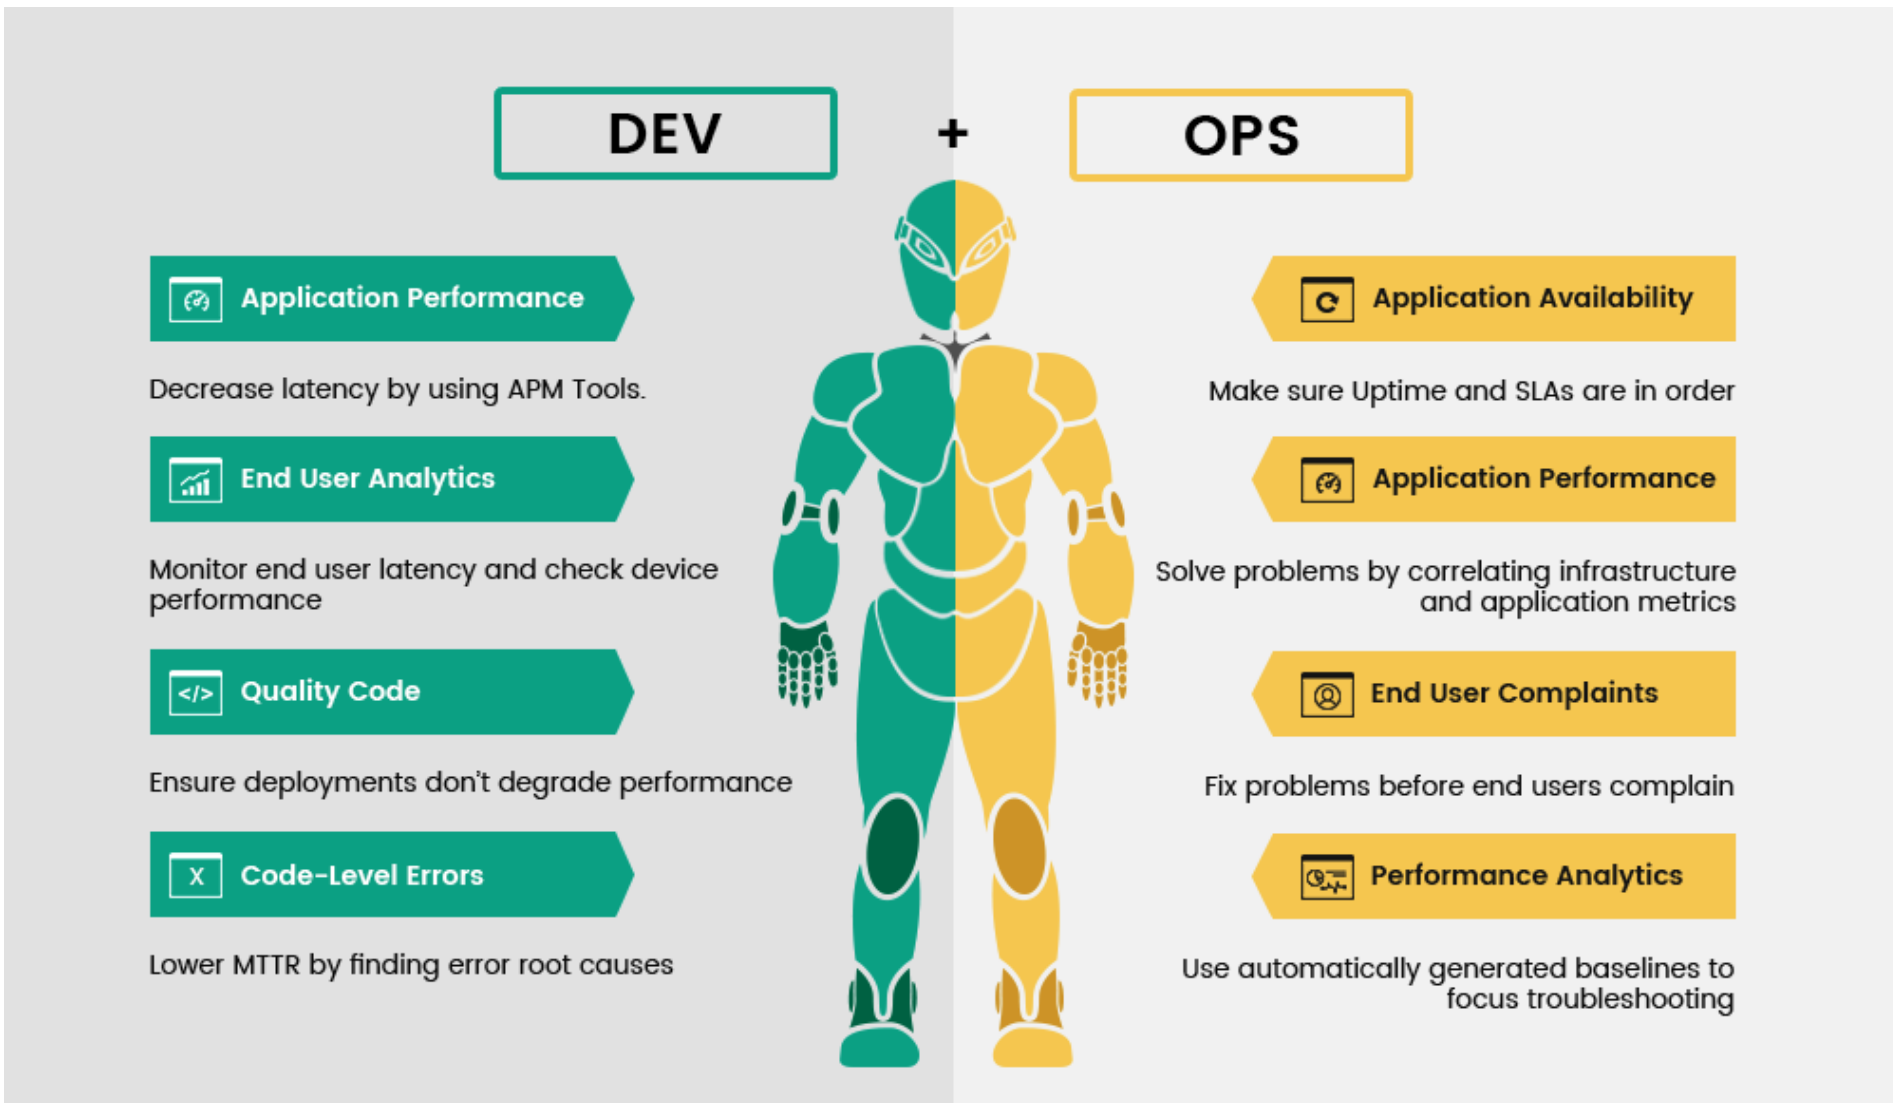 DEV + OPS
Application Performance
Decrease latency by using APM Tools.
End User Analytics
Monitor end user latency and check device
performance
</> Quality Code
Ensure deployments don't degrade performance
X Code-Level Errors
Lower MTTR by finding error root causes
Application Availability
Make sure Uptime and SLAs are in order
Application Performance
Solve problems by correlating infrastructure
and application metrics
End User Complaints
Fix problems before end users complain
Performance Analytics
Use automatically generated baselines to
focus troubleshooting